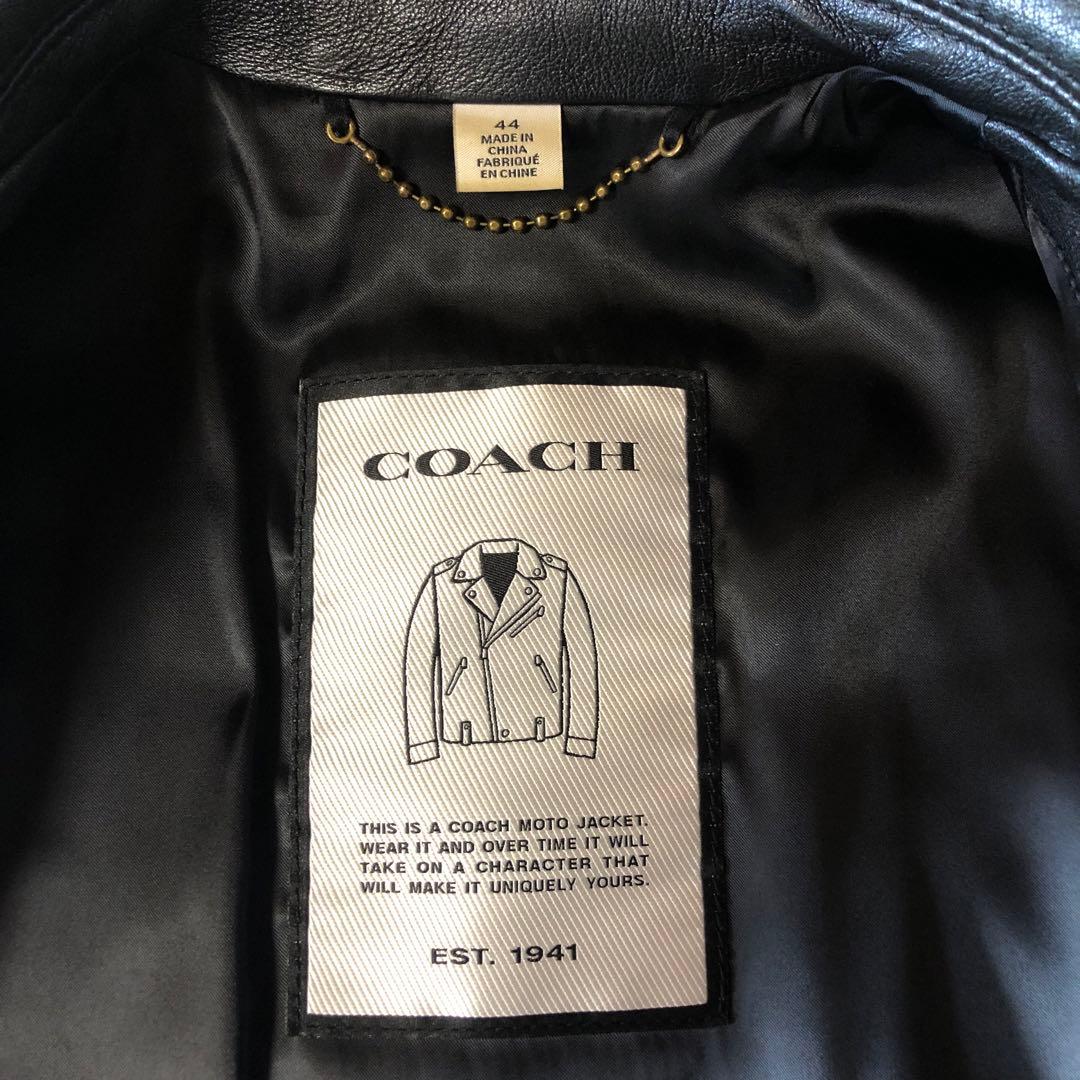 44
MADE IN
CHINA
FABRIQUÉ
EN CHINE
COACH
THIS IS A COACH MOTO JACKET.
WEAR IT AND OVER TIME IT WILL
TAKE ON A CHARACTER THAT
WILL MAKE IT UNIQUELY YOURS.
EST. 1941